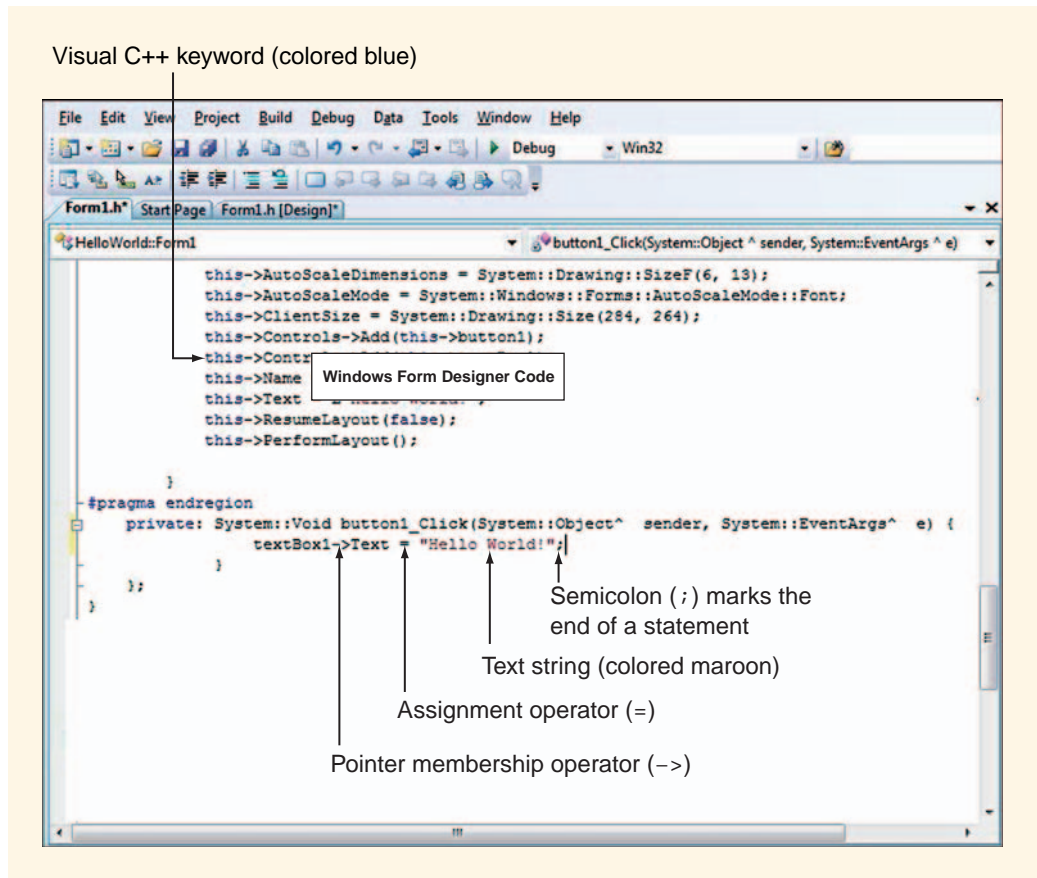 Visual C++ keyword (colored blue)
File Edit View Project Build Debug Data Tools Window Help
Debug Win32
Form1.h* Start Page Form1.h [Design]*
HelloWorld::Form1 button1_Click(System::Object ^ sender, System::EventArgs ^ e)
this->AutoScaleDimensions = System::Drawing::SizeF(6, 13);
this->AutoScaleMode = System::Windows::Forms::AutoScaleMode::Font;
this->ClientSize = System::Drawing::Size(284, 264);
this->Controls->Add(this->button1);
this->Contr
Windows Form Designer Code
this->Name
this->Text
this->ResumeLayout(false);
this->PerformLayout();
}
#pragma endregion
private: System::Void button1_Click(System::Object^ sender, System::EventArgs^ e) {
textBox1->Text = "Hello World!";
}
};
}
Semicolon (;) marks the
end of a statement
Text string (colored maroon)
Assignment operator (=)
Pointer membership operator (->)